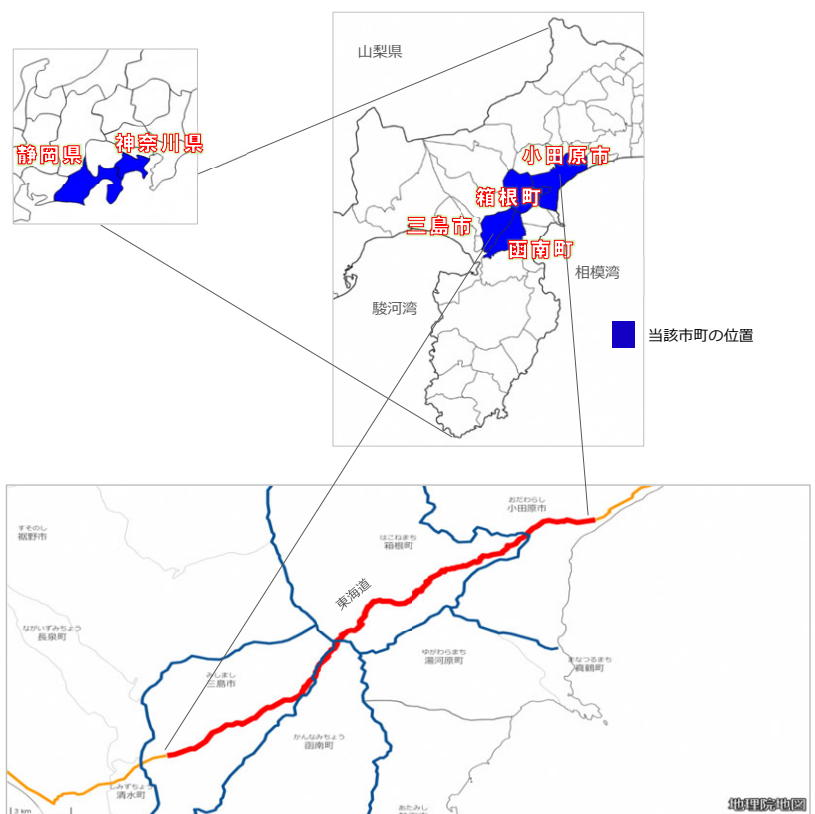 静岡県
神奈川県
山梨県
小田原市
箱根町
三島市
函南町
相模湾
駿河湾
当該市町の位置
おだわらし
小田原市
すその​し
裾野市
はこねまち
箱根町
東海道
ながいずみちょう
長泉町
ゆがわらまち
湯河原町
まなつるまち
真鶴町
みしまし
三島市
かんなみちょう
函南町
しみずちょう
清水町
あたみし
3 km
地理院地図